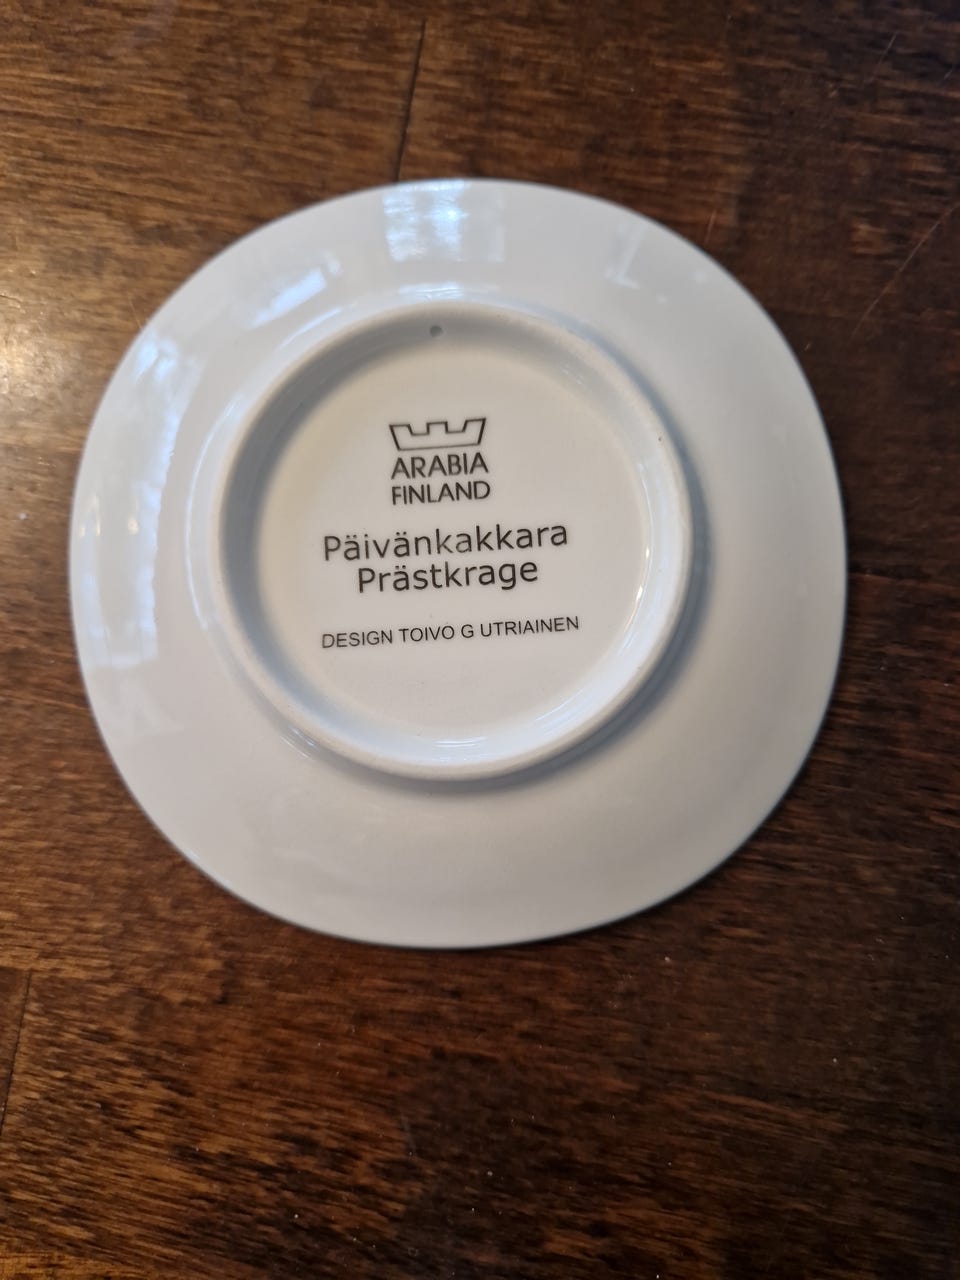 ARABIA
FINLAND
Päivänkakkara
Prästkrage
DESIGN TOIVO G UTRIAINEN